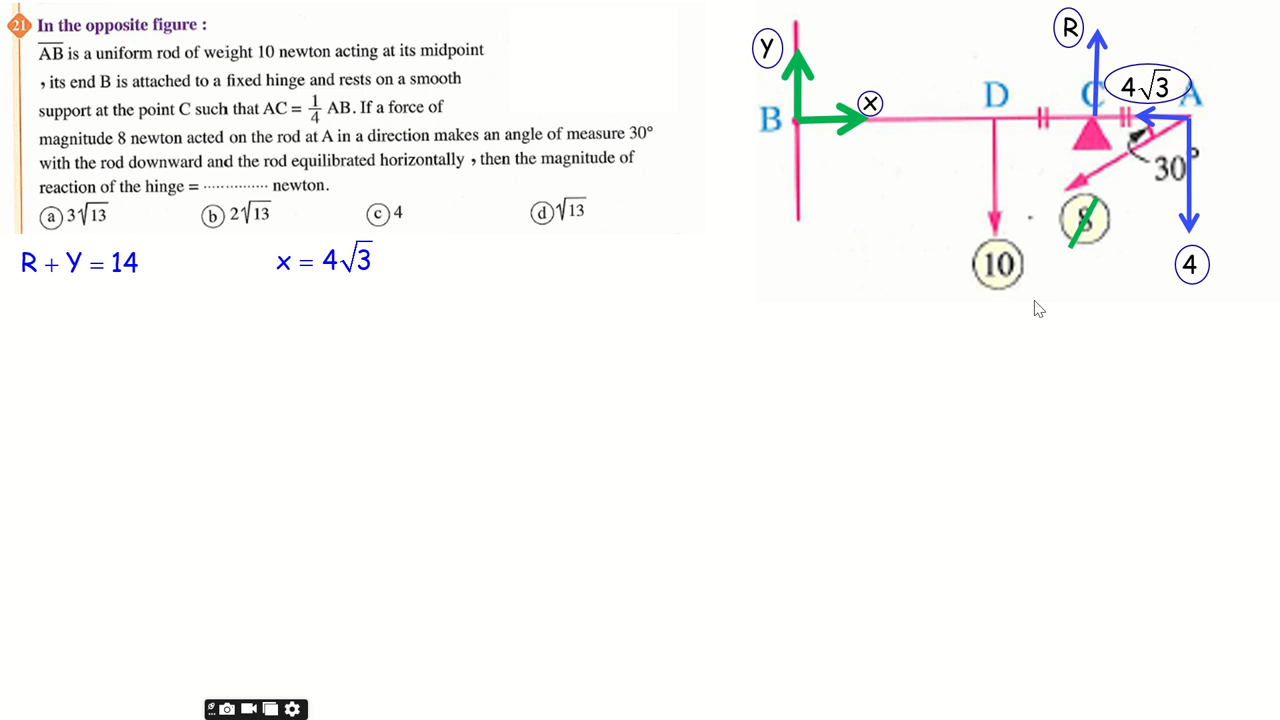 21 In the opposite figure :
AB is a uniform rod of weight 10 newton acting at its midpoint
, its end B is attached to a fixed hinge and rests on a smooth
support at the point C such that AC = 1/4 AB. If a force of
magnitude 8 newton acted on the rod at A in a direction makes an angle of measure 30°
with the rod downward and the rod equilibrated horizontally , then the magnitude of
reaction of the hinge = .............. newton.
(a) 3√13 (b) 2√13 (c) 4 (d) √13
R + Y = 14 x = 4√3
R
Y
4√3
x
D C A
B
30°
8
10
4